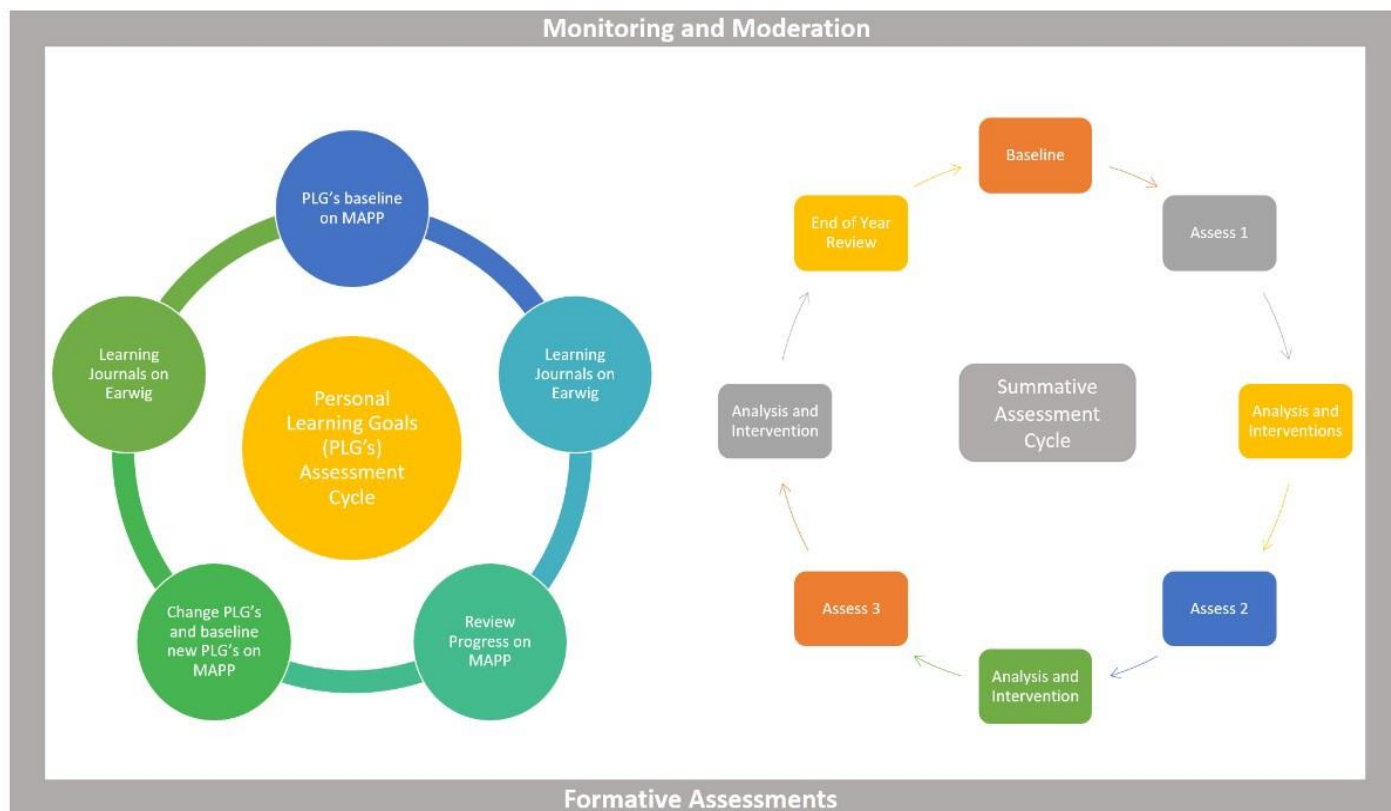 Monitoring and Moderation
PLG's baseline
on MAPP
Learning
Journals on
Earwig
Review
Progress on
MAPP
Change PLG's
and baseline
new PLG's on
MAPP
Learning
Journals on
Earwig
Personal
Learning Goals
(PLG's)
Assessment
Cycle
Baseline
Assess 1
Analysis and
Interventions
Assess 2
Analysis and
Intervention
Assess 3
Analysis and
Intervention
End of Year
Review
Summative
Assessment
Cycle
Formative Assessments